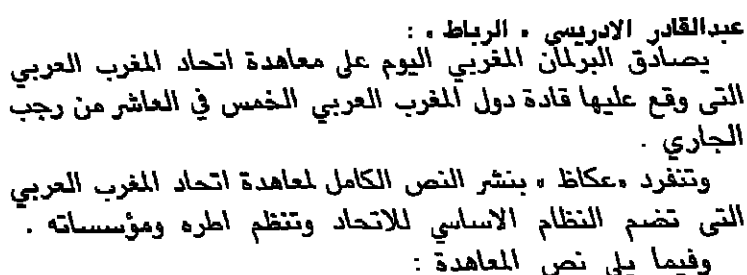 عبدالقادر الادريسي « الرباط » :
يصادق البرلمان المغربي اليوم على معاهدة اتحاد المغرب العربي
التى وقع عليها قادة دول المغرب العربي الخمس في العاشر من رجب
الجاري .
وتنفرد «عكاظ » بنشر النص الكامل لمعاهدة اتحاد المغرب العربي
التى تضم النظام الاساسي للاتحاد وتنظم اطره ومؤسساته .
وفيما يلي نص المعاهدة :